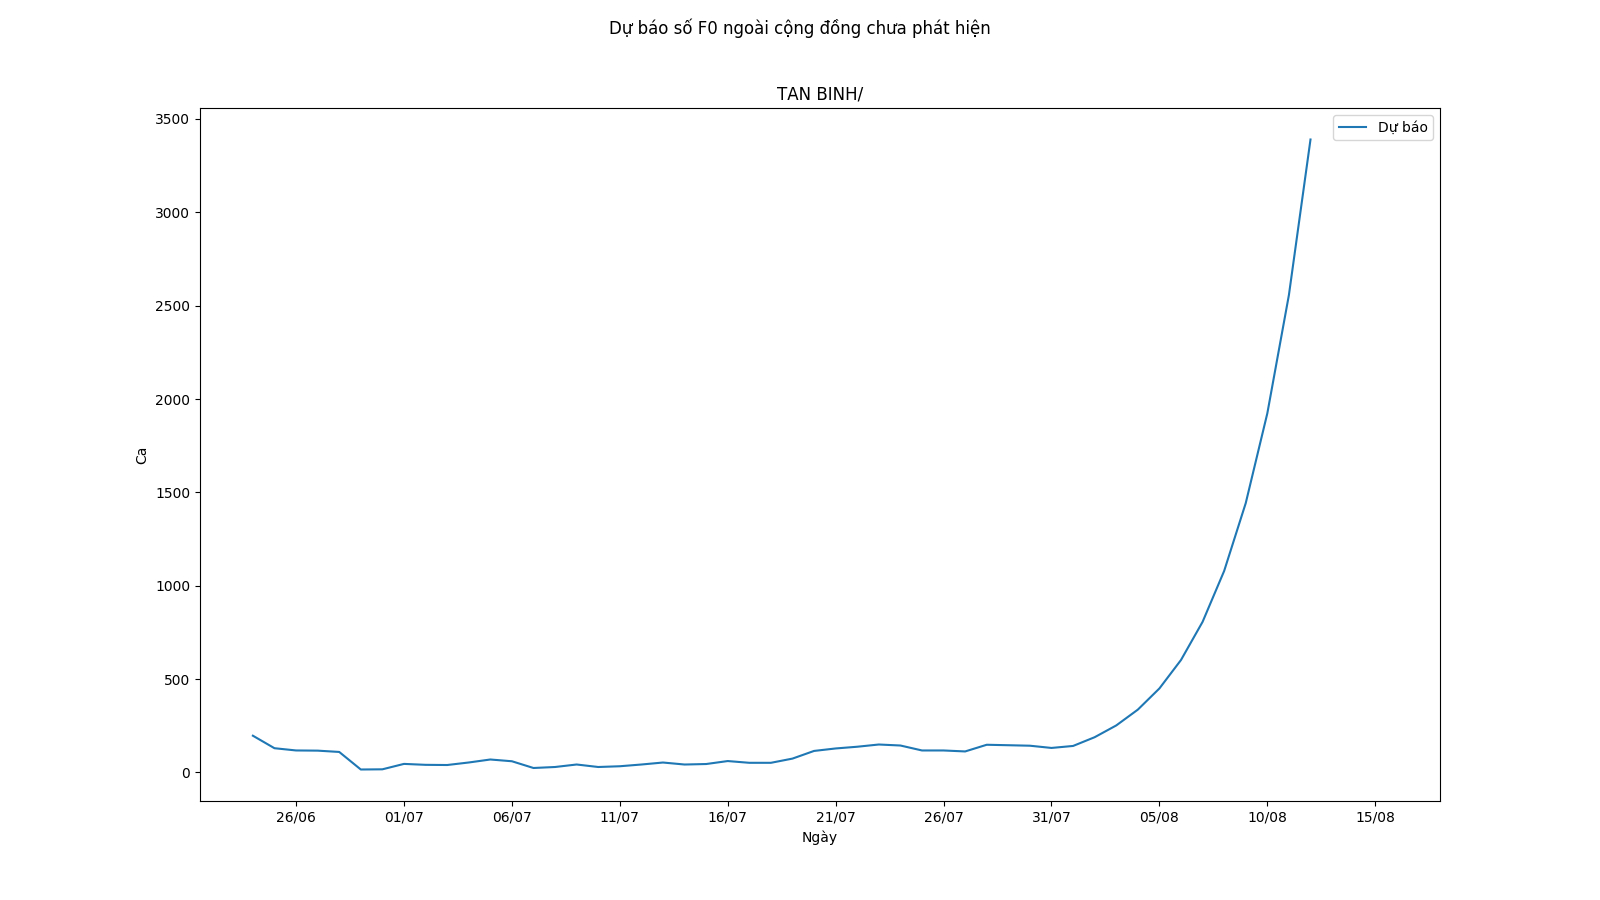 Dự báo số F0 ngoài cộng đồng chưa phát hiện
TAN BINH/
Dự báo
3500
3000
2500
2000
1500
1000
500
0
Ca
26/06 01/07 06/07 11/07 16/07 21/07 26/07 31/07 05/08 10/08 15/08
Ngày